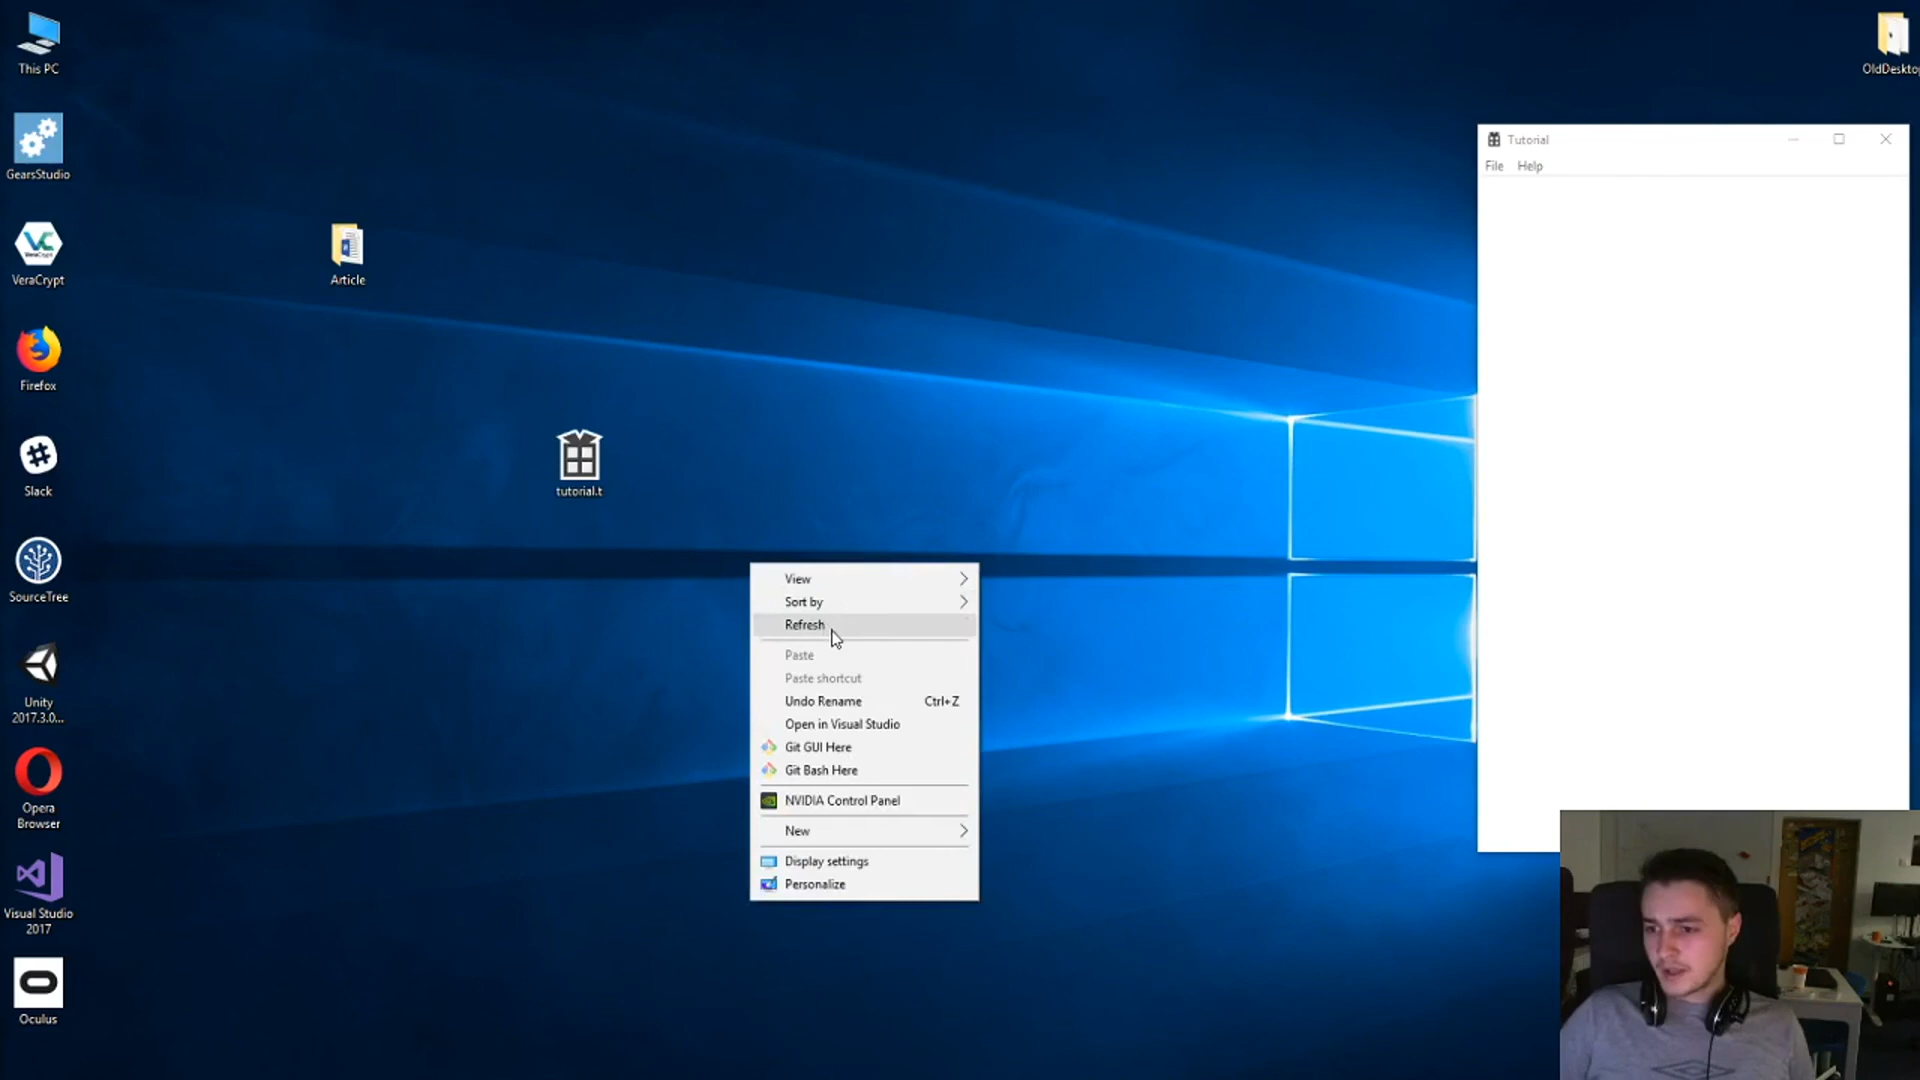 This PC
GearsStudio
VeraCrypt
Firefox
Slack
SourceTree
Unity
2017.3.0...
Opera
Browser
Visual Studio
2017
Oculus
Article
tutorial.t
View
Sort by
Refresh
Paste
Paste shortcut
Undo Rename Ctrl+Z
Open in Visual Studio
Git GUI Here
Git Bash Here
NVIDIA Control Panel
New
Display settings
Personalize
OldDesktop
Tutorial
File Help